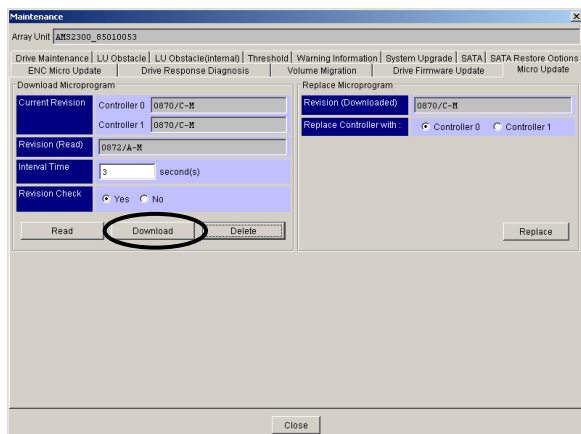 Maintenance
Array Unit AMS2300_85010053
Drive Maintenance LU Obstacle LU Obstacle(internal) Threshold Warning Information System Upgrade SATA SATA Restore Options
ENC Micro Update Drive Response Diagnosis Volume Migration Drive Firmware Update Micro Update
Download Microprogram Replace Microprogram
Current Revision Controller 0 0870/C-M Revision (Downloaded) 0870/C-M
Controller 1 0870/C-M Replace Controller with : Controller 0 Controller 1
Revision (Read) 0872/A-M
Interval Time 3 second(s)
Revision Check Yes No
Read Download Delete Replace
Close